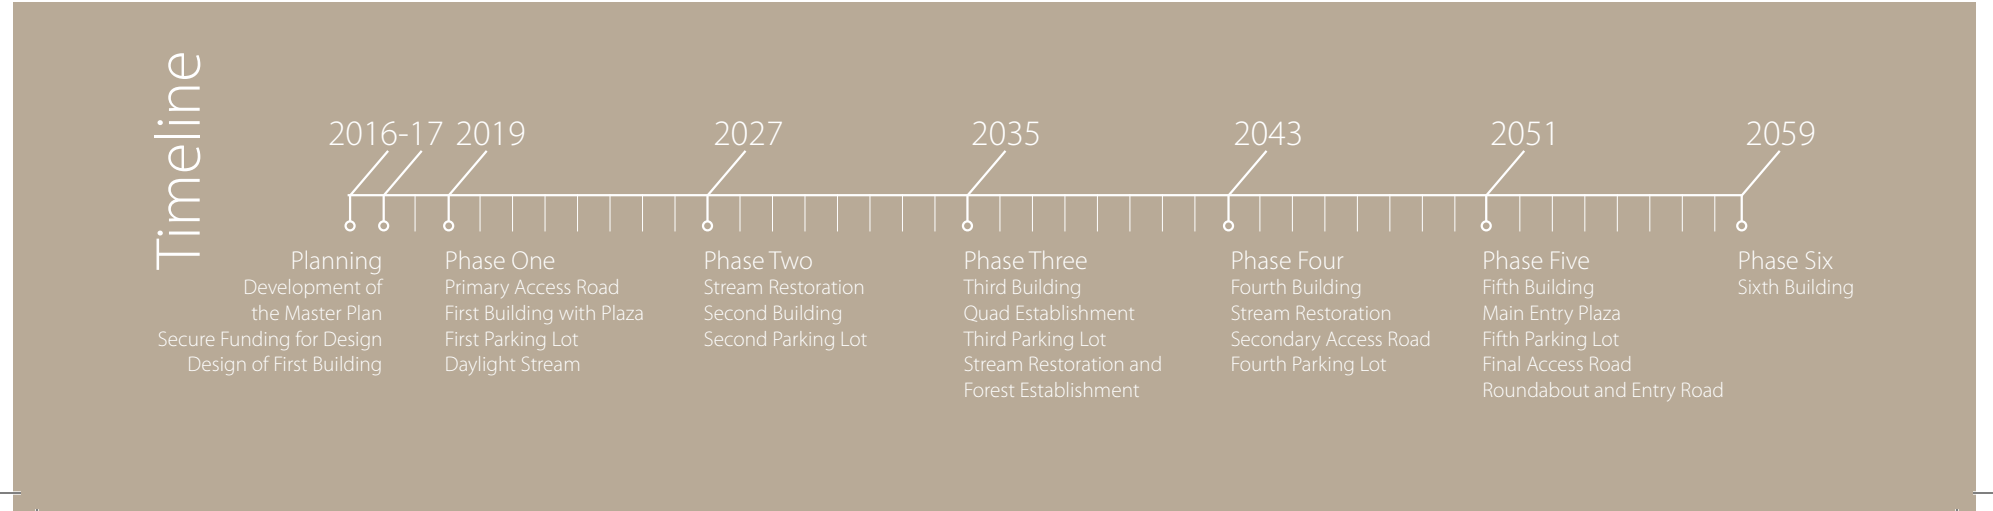 Timeline
2016-17 2019 2027 2035 2043 2051 2059
Planning
Development of
the Master Plan
Secure Funding for Design
Design of First Building
Phase One
Primary Access Road
First Building with Plaza
First Parking Lot
Daylight Stream
Phase Two
Stream Restoration
Second Building
Second Parking Lot
Phase Three
Third Building
Quad Establishment
Third Parking Lot
Stream Restoration and
Forest Establishment
Phase Four
Fourth Building
Stream Restoration
Secondary Access Road
Fourth Parking Lot
Phase Five
Fifth Building
Main Entry Plaza
Fifth Parking Lot
Final Access Road
Roundabout and Entry Road
Phase Six
Sixth Building